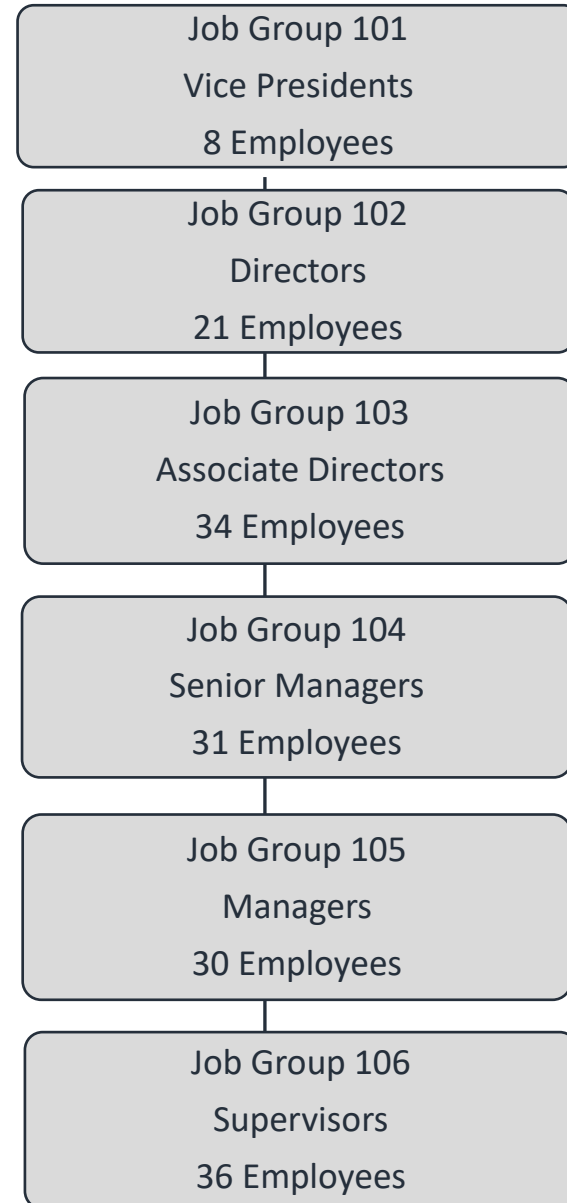 Job Group 101
Vice Presidents
8 Employees
Job Group 102
Directors
21 Employees
Job Group 103
Associate Directors
34 Employees
Job Group 104
Senior Managers
31 Employees
Job Group 105
Managers
30 Employees
Job Group 106
Supervisors
36 Employees